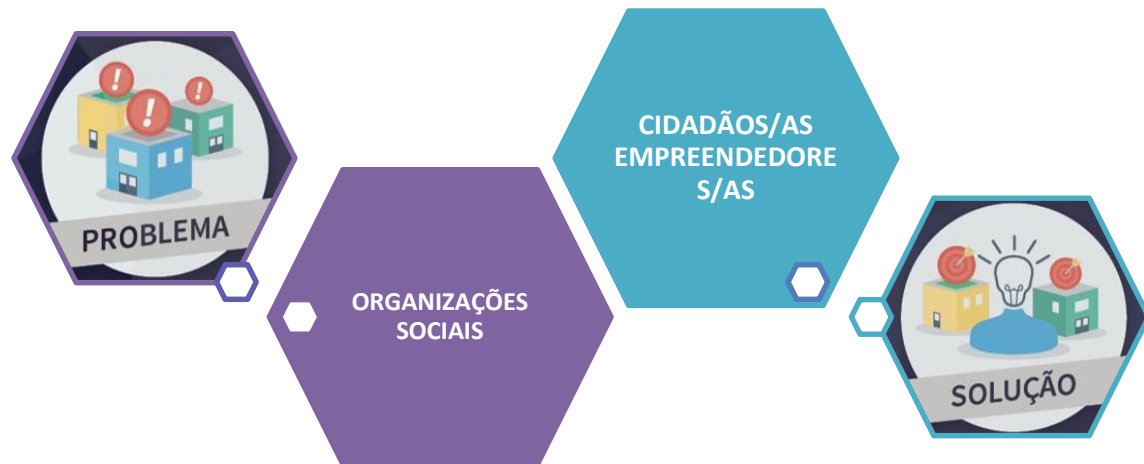 PROBLEMA
ORGANIZAÇÕES
SOCIAIS
CIDADÃOS/AS
EMPREENDEDORE
S/AS
SOLUÇÃO